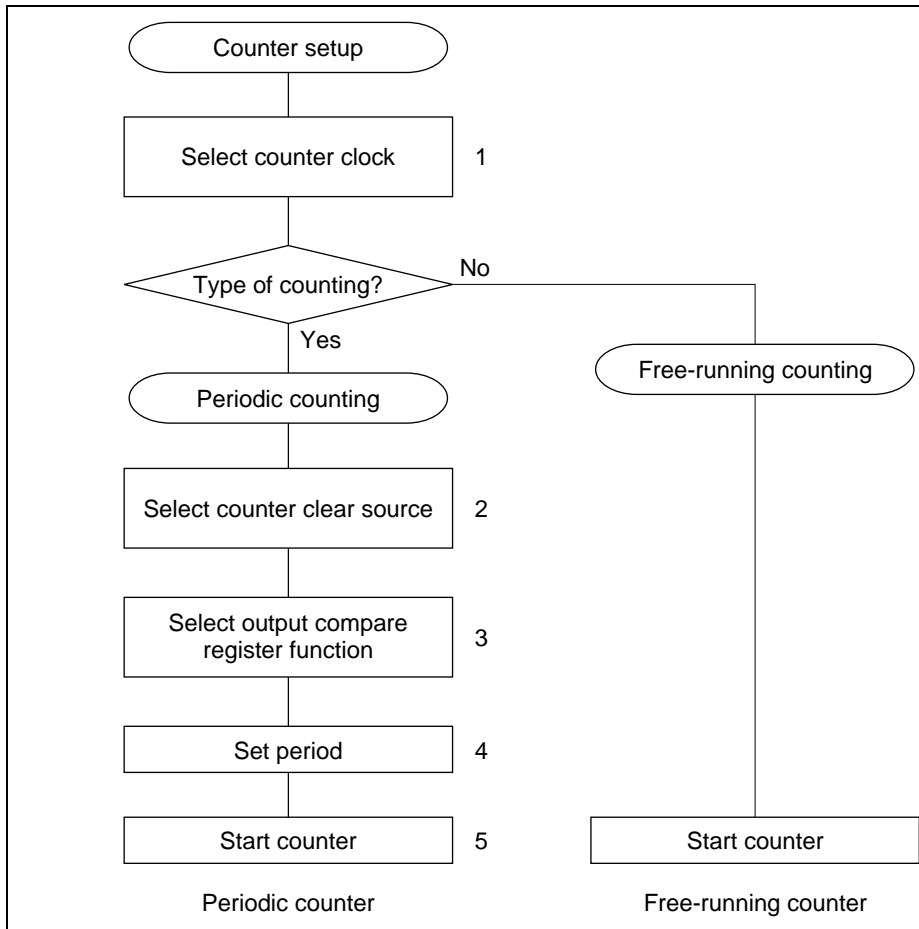 Counter setup
Select counter clock
1
Type of counting?
No
Yes
Free-running counting
Periodic counting
Select counter clear source
2
Select output compare
register function
3
Set period
4
Start counter
5
Start counter
Periodic counter
Free-running counter